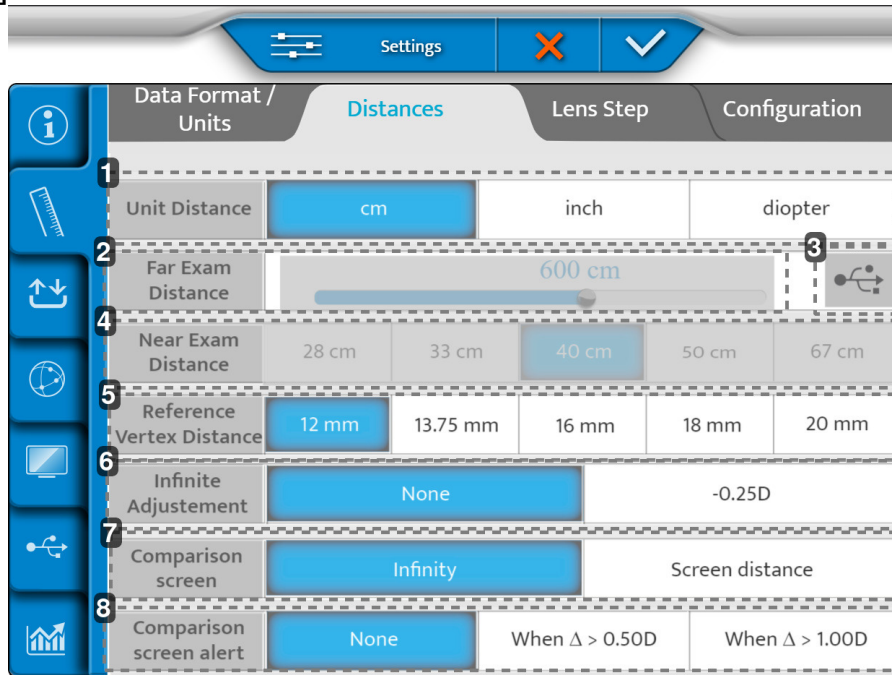 Settings
Data Format /
Units
Distances
Lens Step
Configuration
1
Unit Distance
cm
inch
diopter
2
3
Far Exam
Distance
600 cm
4
Near Exam
Distance
28 cm
33 cm
40 cm
50 cm
67 cm
5
Reference
Vertex Distance
12 mm
13.75 mm
16 mm
18 mm
20 mm
6
Infinite
Adjustement
None
-0.25D
7
Comparison
screen
Infinity
Screen distance
8
Comparison
screen alert
None
When Δ > 0.50D
When Δ > 1.00D